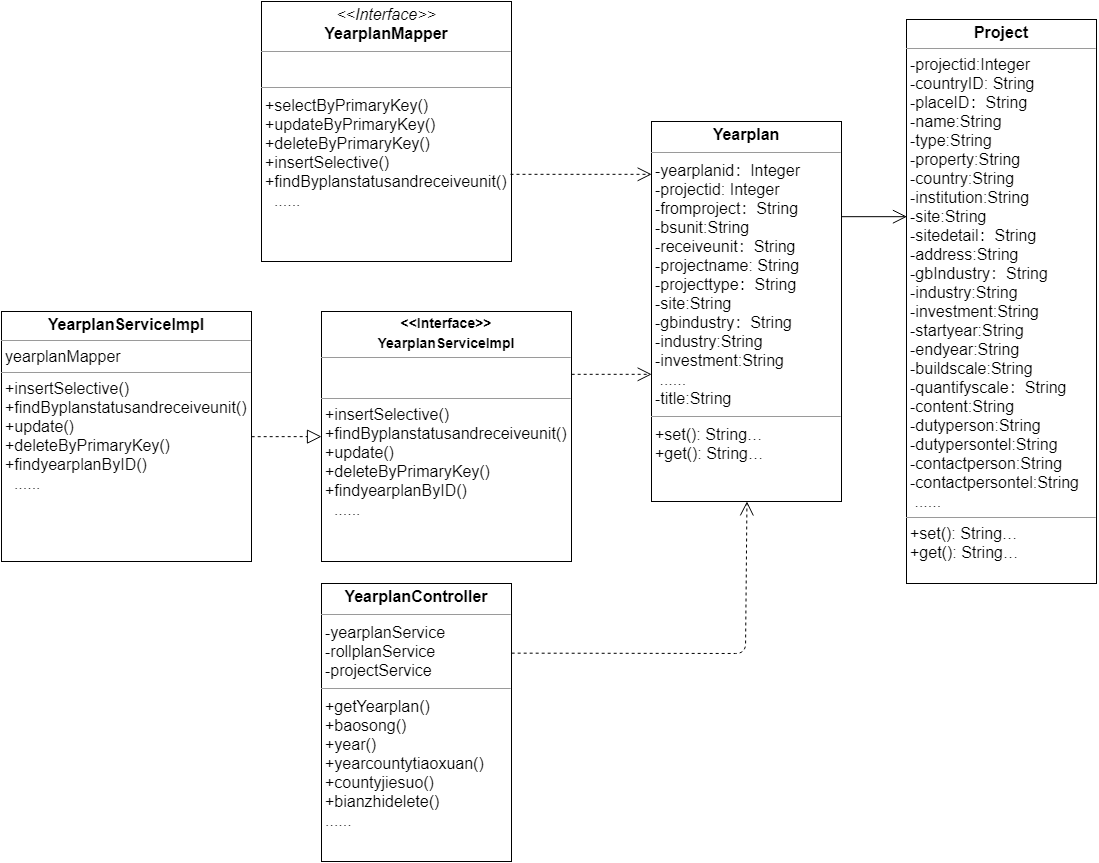 <<Interface>>
YearplanMapper
+selectByPrimaryKey()
+updateByPrimaryKey()
+deleteByPrimaryKey()
+insertSelective()
+findByplanstatusandreceiveunit()
......
YearplanServiceImpl
yearplanMapper
+insertSelective()
+findByplanstatusandreceiveunit()
+update()
+deleteByPrimaryKey()
+findyearplanByID()
......
<<Interface>>
YearplanServiceImpl
+insertSelective()
+findByplanstatusandreceiveunit()
+update()
+deleteByPrimaryKey()
+findyearplanByID()
......
YearplanController
-yearplanService
-rollplanService
-projectService
+getYearplan()
+baosong()
+year()
+yearcountytiaoxuan()
+countyjiesuo()
+bianzhidelete()
......
Yearplan
-yearplanid：Integer
-projectid: Integer
-fromproject：String
-bsunit:String
-receiveunit：String
-projectname: String
-projecttype：String
-site:String
-gbindustry：String
-industry:String
-investment:String
......
-title:String
+set(): String...
+get(): String...
Project
-projectid:Integer
-countryID: String
-placeID：String
-name:String
-type:String
-property:String
-country:String
-institution:String
-site:String
-sitedetail：String
-address:String
-gbIndustry：String
-industry:String
-investment:String
-startyear:String
-endyear:String
-buildscale:String
-quantifyscale：String
-content:String
-dutyperson:String
-dutypersontel:String
-contactperson:String
-contactpersontel:String
......
+set(): String...
+get(): String...